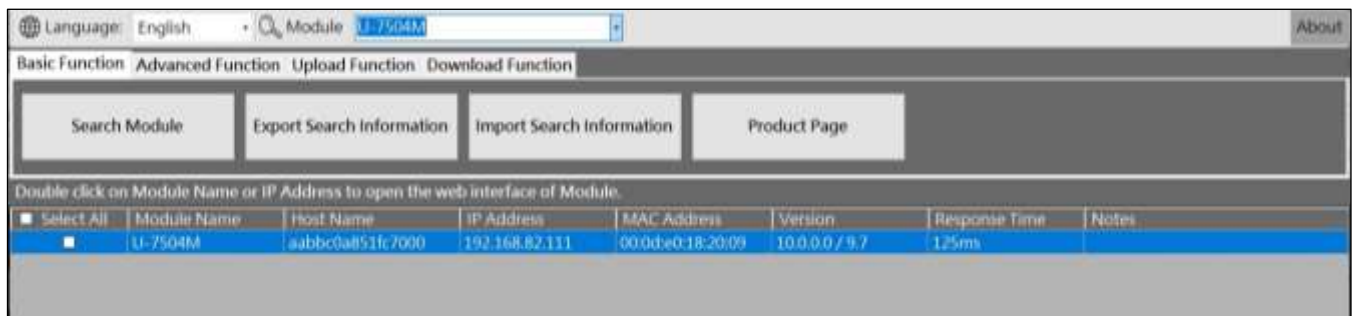 Language: English Module U-7504M About
Basic Function Advanced Function Upload Function Download Function
Search Module Export Search Information Import Search Information Product Page
Double click on Module Name or IP Address to open the web interface of Module.
Select All Module Name Host Name IP Address MAC Address Version Response Time Notes
U-7504M aabbc0a851fc7000 192.168.82.111 00:0d:e0:18:20:09 10.0.0.0 / 9.7 125ms